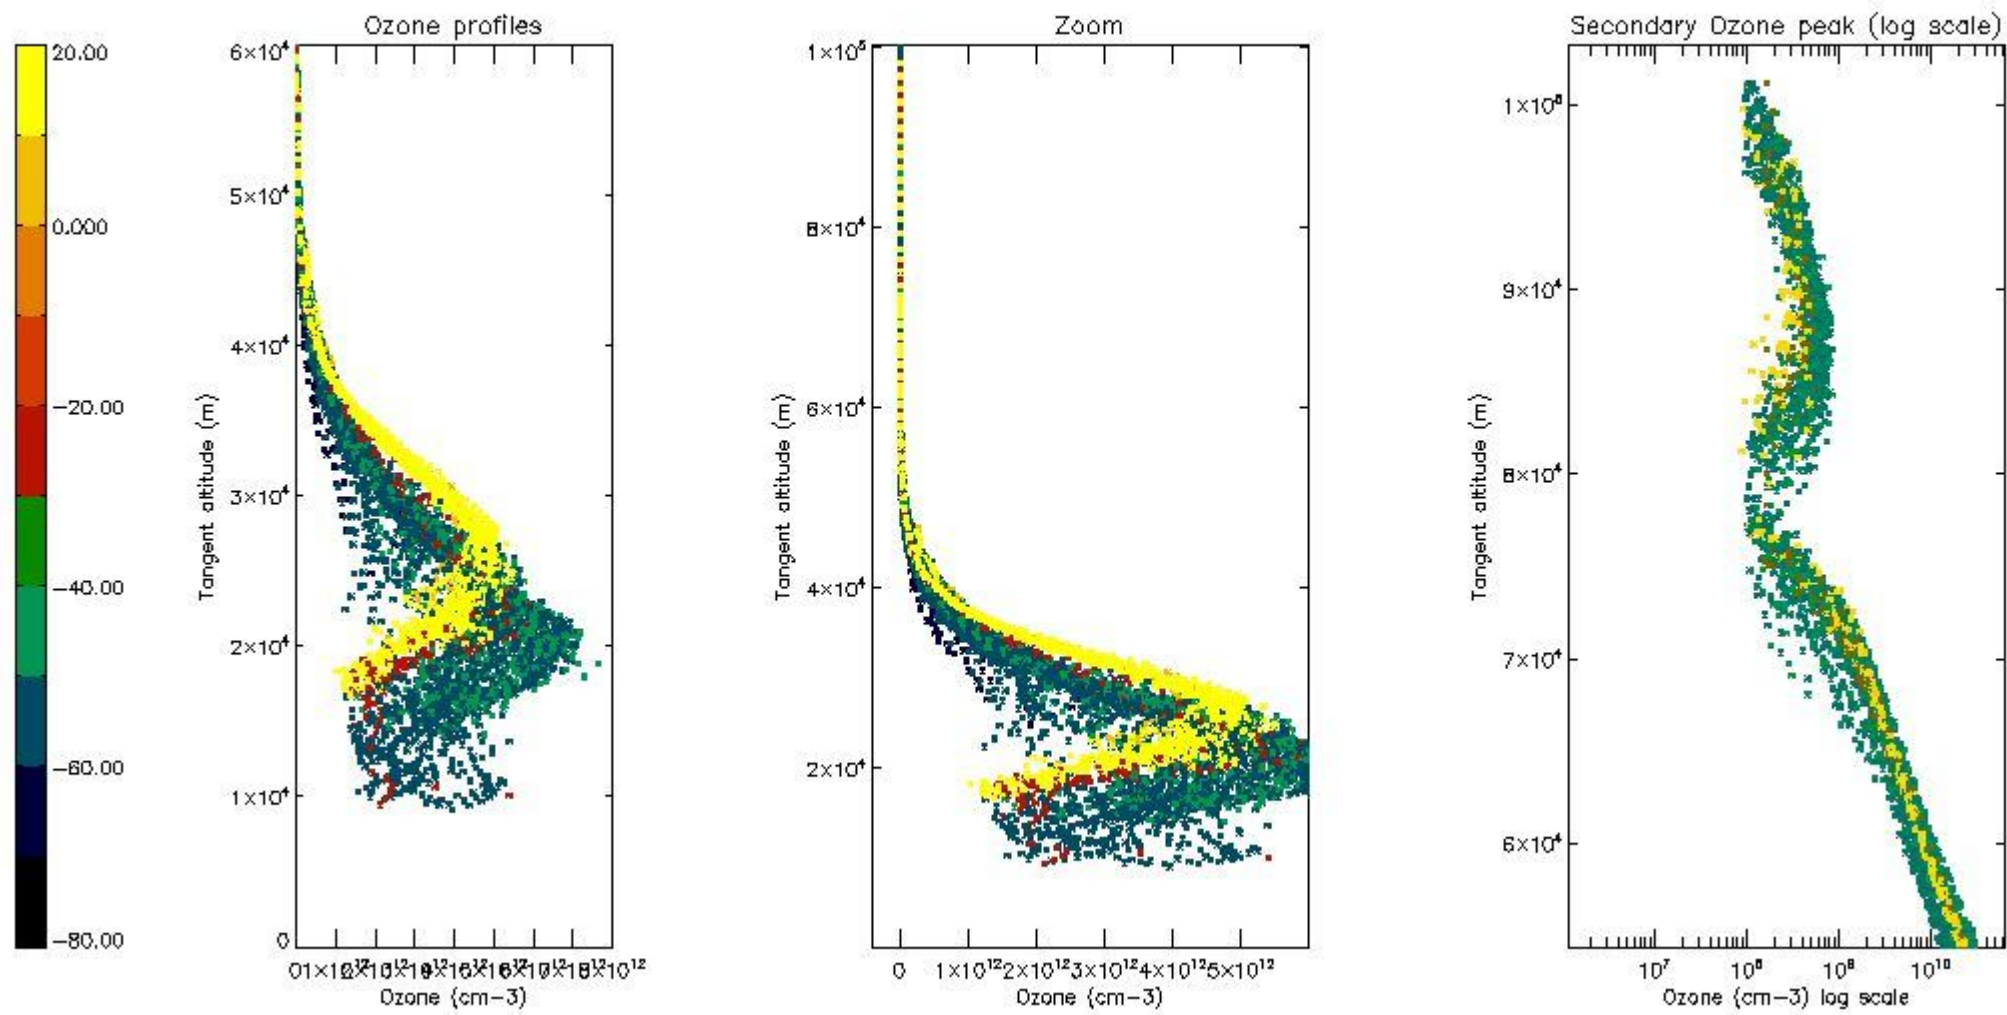 Ozone profiles
Zoom
Secondary Ozone peak (log scale)
20.00
0.000
−20.00
−40.00
−60.00
−80.00
6×10⁴
5×10⁴
4×10⁴
3×10⁴
2×10⁴
1×10⁴
0
Tangent altitude (m)
Ozone (cm−3)
1×10⁵
8×10⁴
6×10⁴
4×10⁴
2×10⁴
Tangent altitude (m)
0 1×10¹² 2×10¹² 3×10¹² 4×10¹² 5×10¹²
Ozone (cm−3)
9×10⁴
8×10⁴
7×10⁴
6×10⁴
Tangent altitude (m)
10⁷ 10⁸ 10⁹ 10¹⁰
Ozone (cm−3) log scale